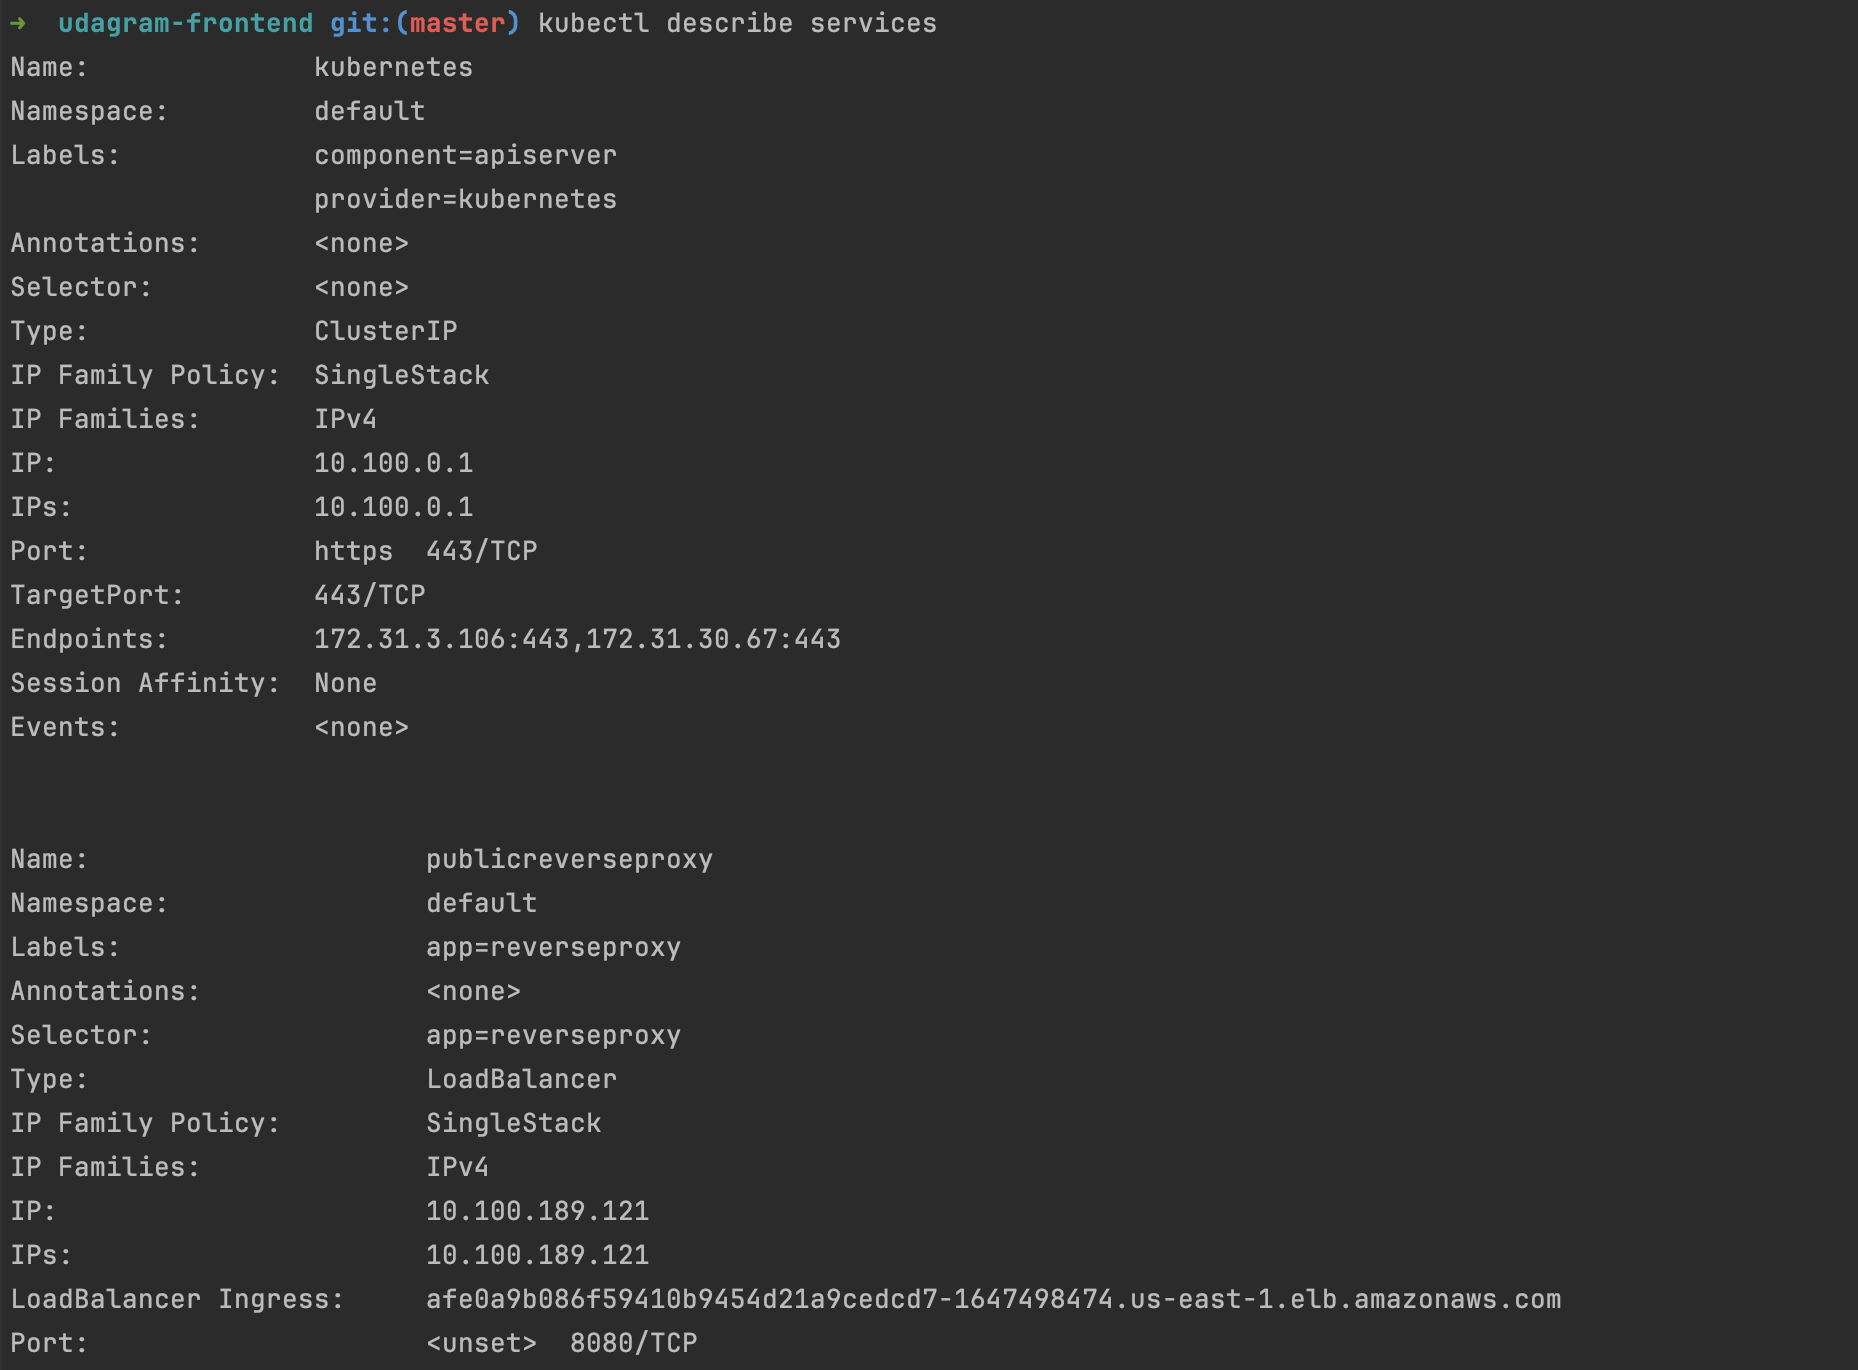 ➜  udagram-frontend git:(master) kubectl describe services
Name:              kubernetes
Namespace:         default
Labels:            component=apiserver
                   provider=kubernetes
Annotations:       <none>
Selector:          <none>
Type:              ClusterIP
IP Family Policy:  SingleStack
IP Families:       IPv4
IP:                10.100.0.1
IPs:               10.100.0.1
Port:              https  443/TCP
TargetPort:        443/TCP
Endpoints:         172.31.3.106:443,172.31.30.67:443
Session Affinity:  None
Events:            <none>
Name:                     publicreverseproxy
Namespace:                default
Labels:                   app=reverseproxy
Annotations:              <none>
Selector:                 app=reverseproxy
Type:                     LoadBalancer
IP Family Policy:         SingleStack
IP Families:              IPv4
IP:                       10.100.189.121
IPs:                      10.100.189.121
LoadBalancer Ingress:     afe0a9b086f59410b9454d21a9cedcd7-1647498474.us-east-1.elb.amazonaws.com
Port:                     <unset>  8080/TCP